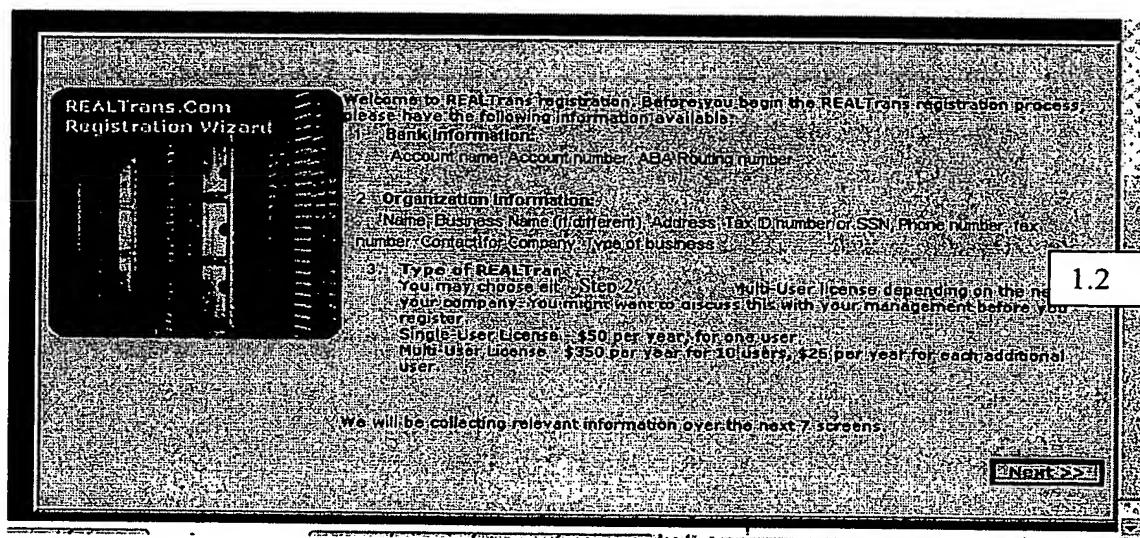 REALTrans.Com
Registration Wizard
Welcome to REALTrans registration. Before you begin the REALTrans registration process,
please have the following information available:
1 Bank Information:
Account name, Account number, ABA Routing number
2 Organization Information:
Name, Business Name (if different), Address, Tax ID number or SSN, Phone number, fax
number, Contact for Company, Type of business
3 Type of REALTran
You may choose eit Step 2 Multi-User license depending on the ne
your company. You might want to discuss this with your management before you
register
Single-User License $50 per year, for one user
Multi-User License $350 per year for 10 users, $25 per year for each additional
user
We will be collecting relevant information over the next 7 screens.
Next >>
1.2